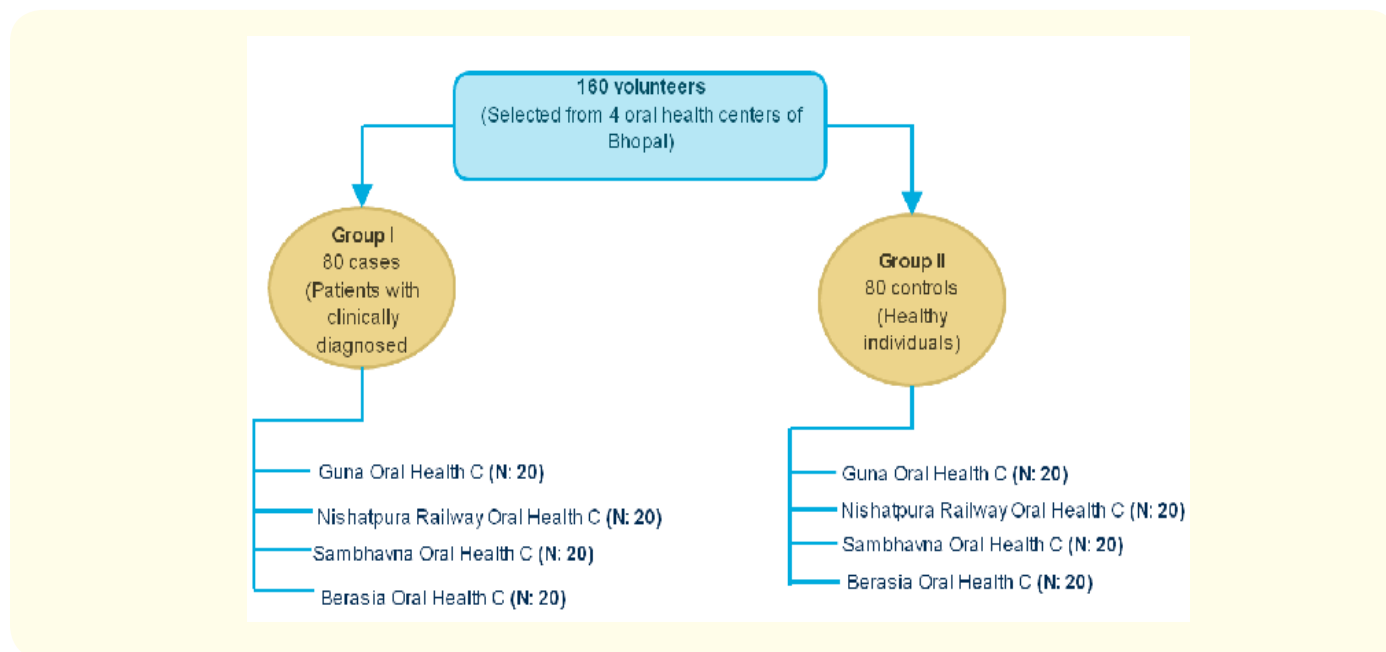 160 volunteers
(Selected from 4 oral health centers of
Bhopal)
Group I
80 cases
(Patients with
clinically
diagnosed
Group II
80 controls
(Healthy
individuals)
Guna Oral Health C (N: 20)
Nishatpura Railway Oral Health C (N: 20)
Sambhavna Oral Health C (N: 20)
Berasia Oral Health C (N: 20)
Guna Oral Health C (N: 20)
Nishatpura Railway Oral Health C (N: 20)
Sambhavna Oral Health C (N: 20)
Berasia Oral Health C (N: 20)